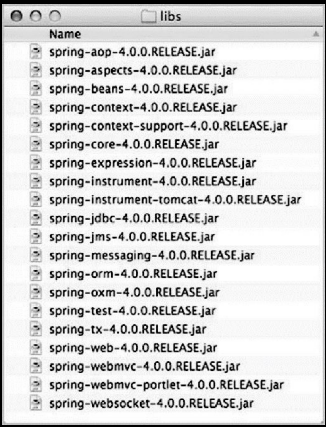 libs
Name
spring-aop-4.0.0.RELEASE.jar
spring-aspects-4.0.0.RELEASE.jar
spring-beans-4.0.0.RELEASE.jar
spring-context-4.0.0.RELEASE.jar
spring-context-support-4.0.0.RELEASE.jar
spring-core-4.0.0.RELEASE.jar
spring-expression-4.0.0.RELEASE.jar
spring-instrument-4.0.0.RELEASE.jar
spring-instrument-tomcat-4.0.0.RELEASE.jar
spring-jdbc-4.0.0.RELEASE.jar
spring-jms-4.0.0.RELEASE.jar
spring-messaging-4.0.0.RELEASE.jar
spring-orm-4.0.0.RELEASE.jar
spring-oxm-4.0.0.RELEASE.jar
spring-test-4.0.0.RELEASE.jar
spring-tx-4.0.0.RELEASE.jar
spring-web-4.0.0.RELEASE.jar
spring-webmvc-4.0.0.RELEASE.jar
spring-webmvc-portlet-4.0.0.RELEASE.jar
spring-websocket-4.0.0.RELEASE.jar